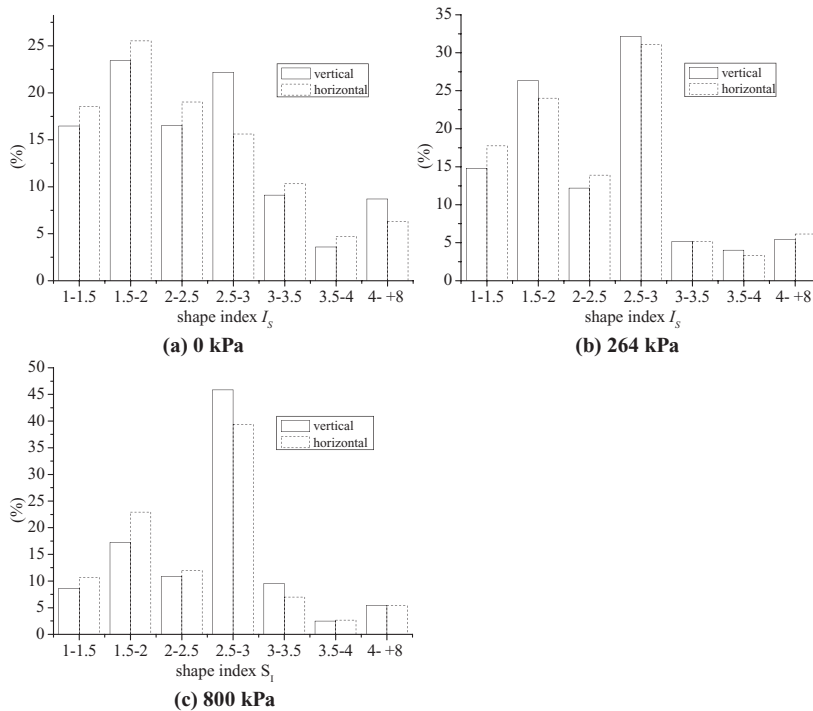 25
20
15
10
5
0
(%)
vertical
horizontal
1-1.5 1.5-2 2-2.5 2.5-3 3-3.5 3.5-4 4- +8
shape index I_S
(a) 0 kPa
35
30
25
20
15
10
5
0
(%)
vertical
horizontal
1-1.5 1.5-2 2-2.5 2.5-3 3-3.5 3.5-4 4- +8
shape index I_S
(b) 264 kPa
50
45
40
35
30
25
20
15
10
5
0
(%)
vertical
horizontal
1-1.5 1.5-2 2-2.5 2.5-3 3-3.5 3.5-4 4- +8
shape index S_1
(c) 800 kPa